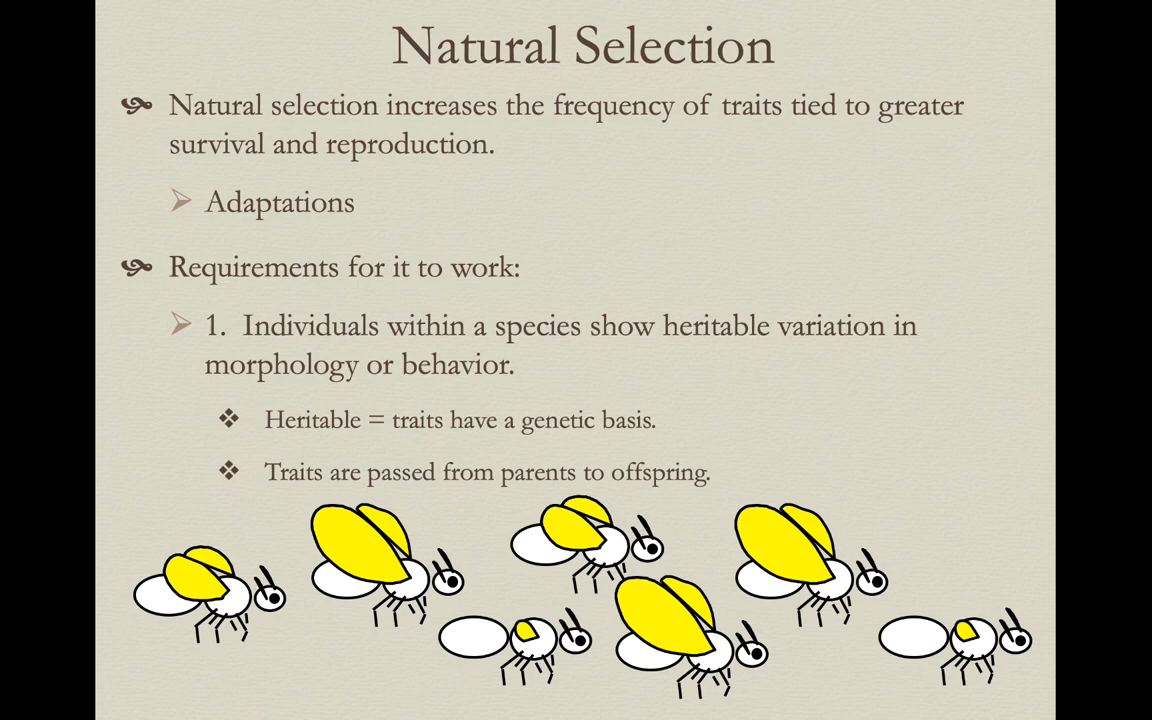 Natural Selection
Natural selection increases the frequency of traits tied to greater
survival and reproduction.
Adaptations
Requirements for it to work:
1. Individuals within a species show heritable variation in
morphology or behavior.
Heritable = traits have a genetic basis.
Traits are passed from parents to offspring.